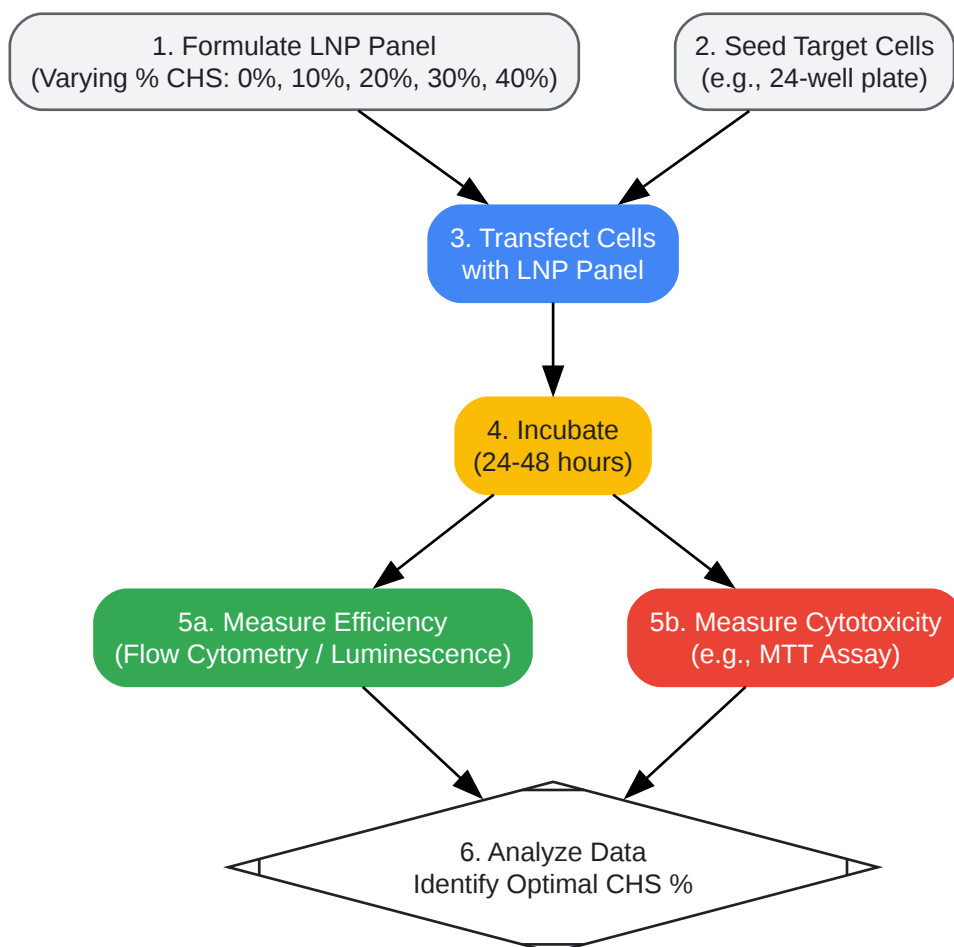 1. Formulate LNP Panel
(Varying % CHS: 0%, 10%, 20%, 30%, 40%)
2. Seed Target Cells
(e.g., 24-well plate)
3. Transfect Cells
with LNP Panel
4. Incubate
(24-48 hours)
5a. Measure Efficiency
(Flow Cytometry / Luminescence)
5b. Measure Cytotoxicity
(e.g., MTT Assay)
6. Analyze Data
Identify Optimal CHS %